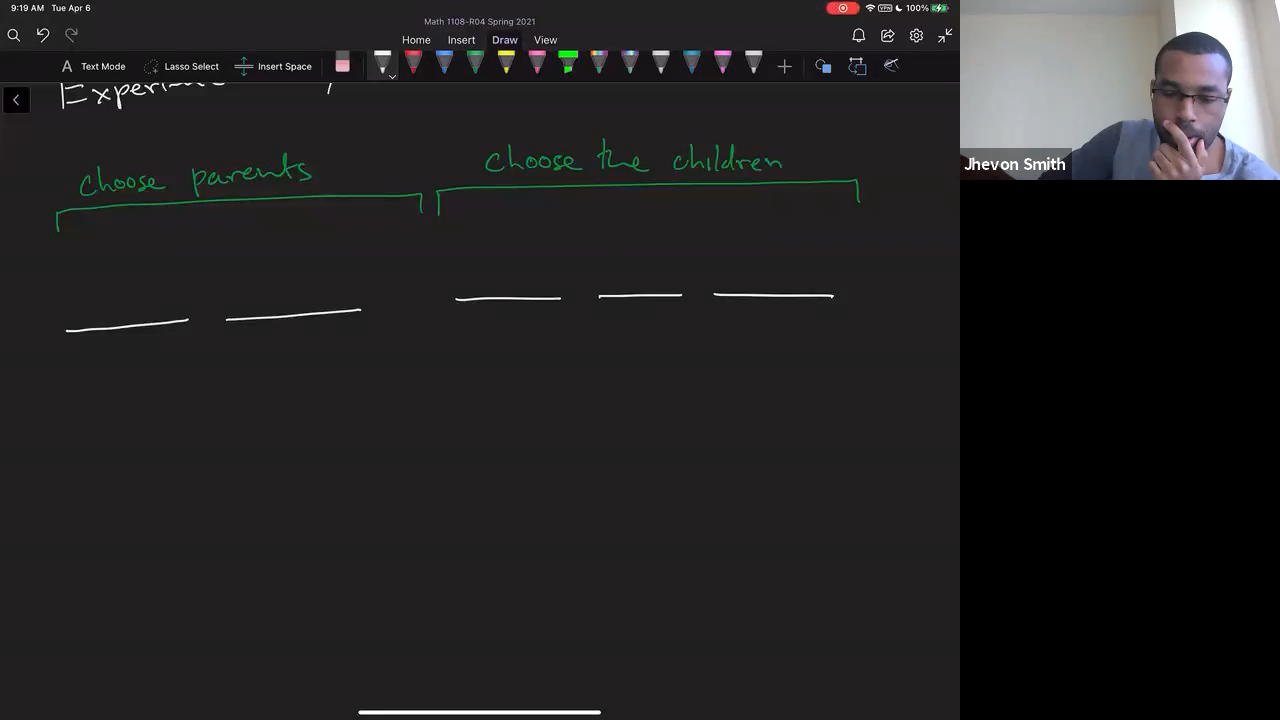 9:19 AM Tue Apr 6
VPN 100%
Math 1108-R04 Spring 2021
Home Insert Draw View
Text Mode Lasso Select Insert Space
choose parents
choose the children
Jhevon Smith